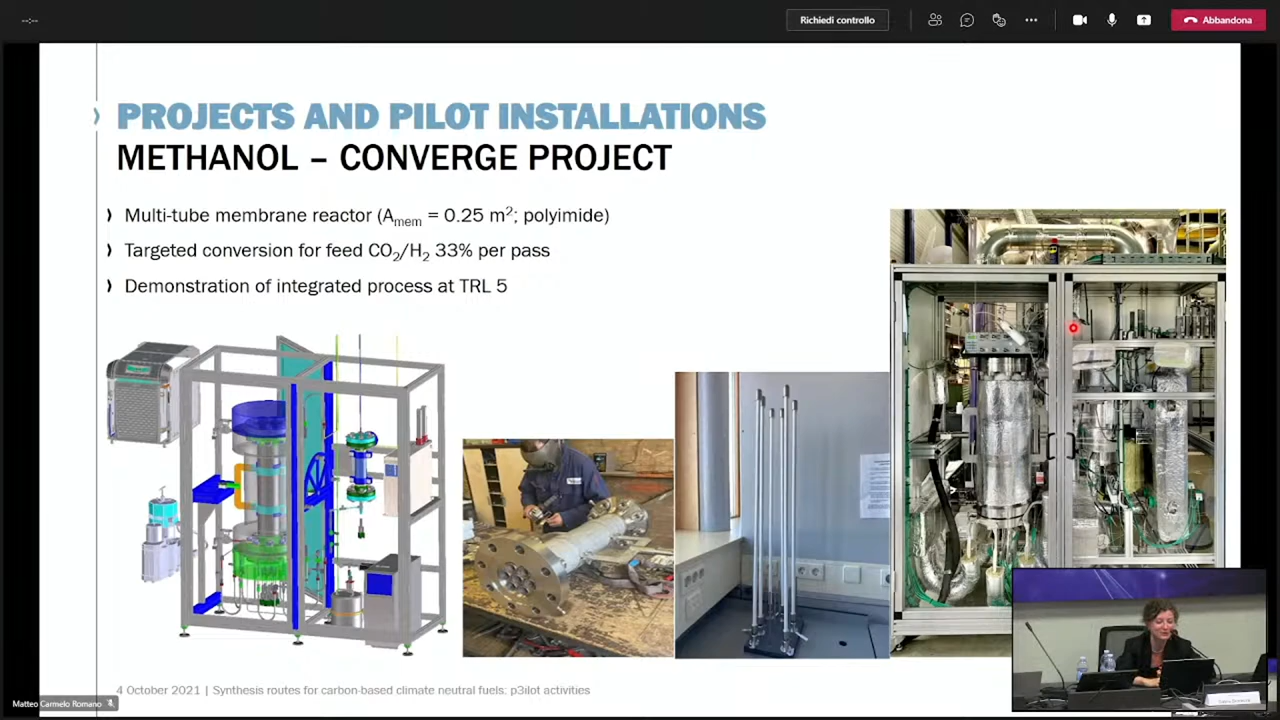 --:--
Richiedi controllo
Abbandona
PROJECTS AND PILOT INSTALLATIONS
METHANOL – CONVERGE PROJECT
Multi-tube membrane reactor (Amem = 0.25 m2; polyimide)
Targeted conversion for feed CO2/H2 33% per pass
Demonstration of integrated process at TRL 5
4 October 2021 | Synthesis routes for carbon-based climate neutral fuels: p3ilot activities
Matteo Carmelo Romano